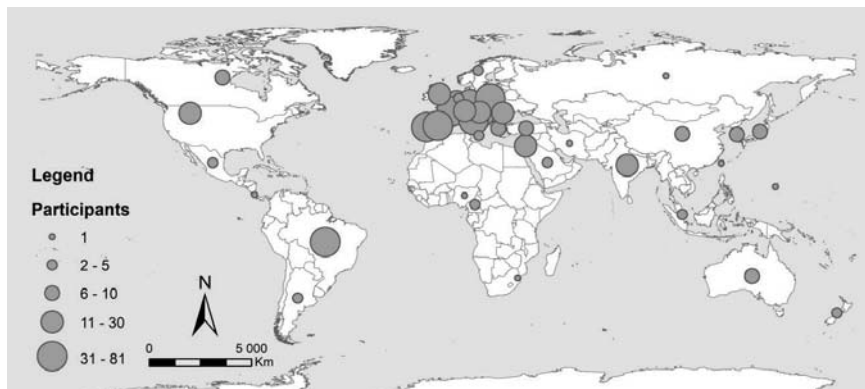 Legend
Participants
1
2 - 5
6 - 10
11 - 30
31 - 81
N
0 5 000
Km